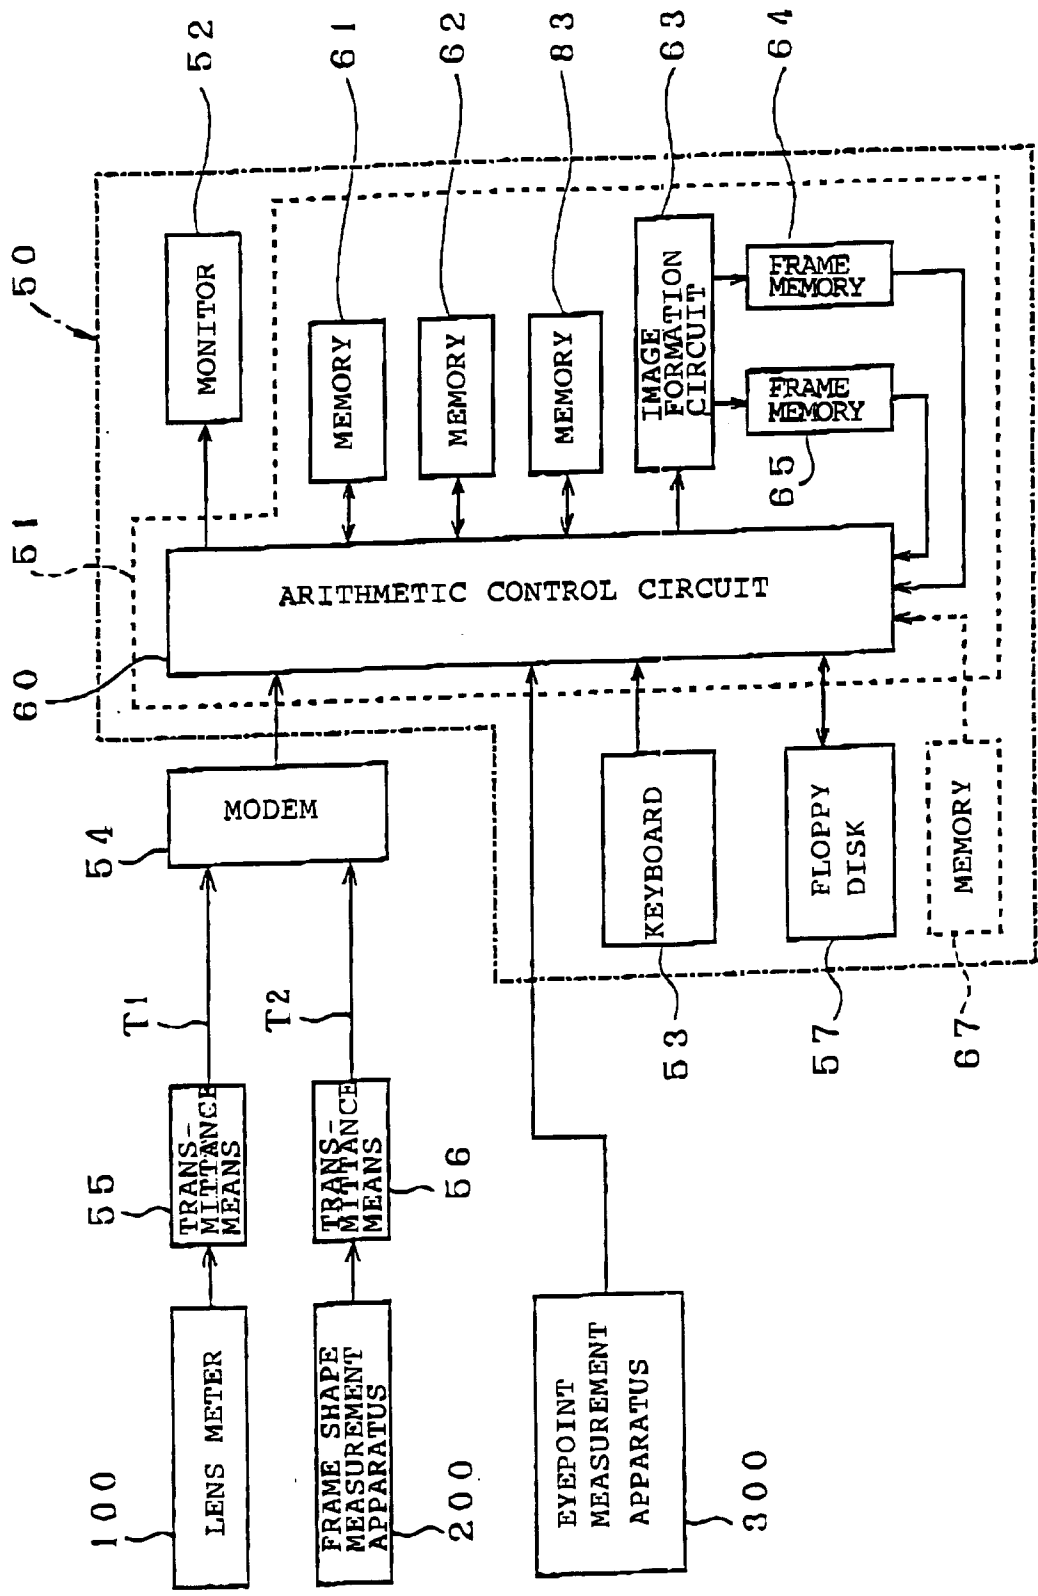 50
52
MONITOR
61
MEMORY
62
MEMORY
83
MEMORY
63
IMAGE
FORMATION
CIRCUIT
64
FRAME
MEMORY
65
FRAME
MEMORY
51
60
ARITHMETIC CONTROL CIRCUIT
54
MODEM
53
KEYBOARD
57
FLOPPY
DISK
67
MEMORY
T1
T2
55
TRANS-
MITTANCE
MEANS
56
TRANS-
MITTANCE
MEANS
100
LENS METER
200
FRAME SHAPE
MEASUREMENT
APPARATUS
300
EYEPOINT
MEASUREMENT
APPARATUS